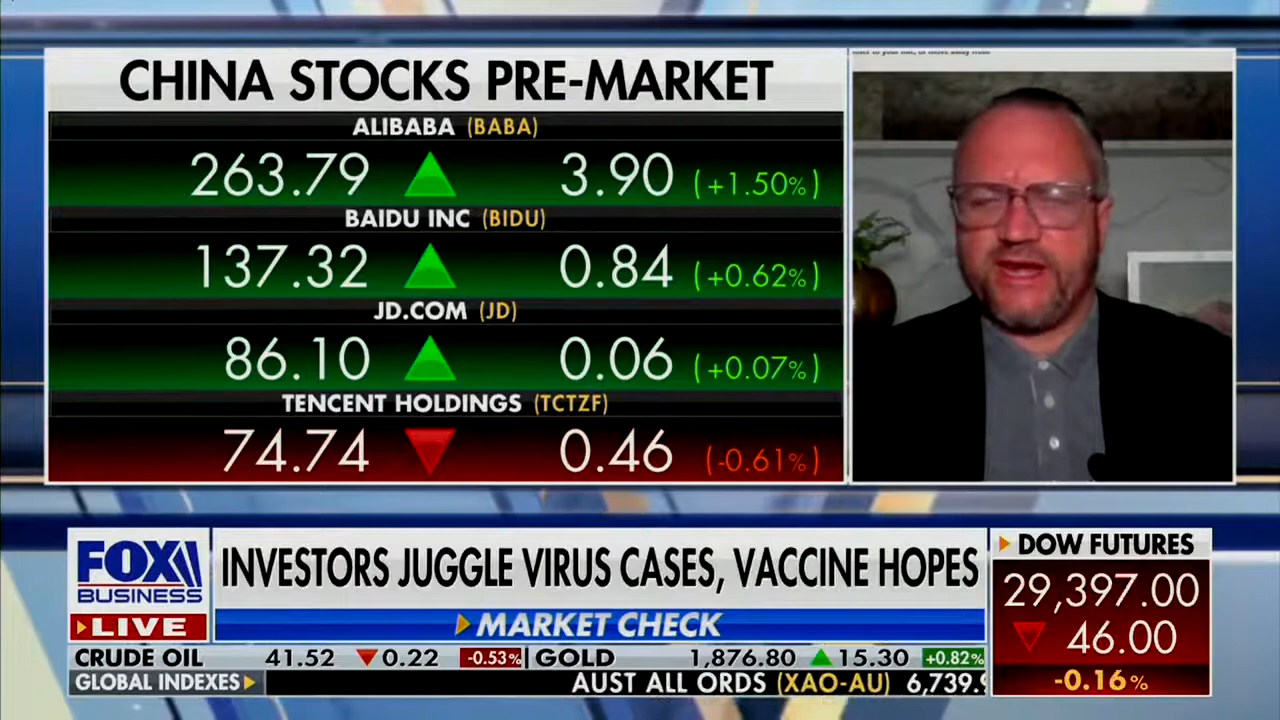 CHINA STOCKS PRE-MARKET
ALIBABA (BABA)
263.79 ▲ 3.90 (+1.50%)
BAIDU INC (BIDU)
137.32 ▲ 0.84 (+0.62%)
JD.COM (JD)
86.10 ▲ 0.06 (+0.07%)
TENCENT HOLDINGS (TCTZF)
74.74 ▼ 0.46 (-0.61%)
FOX BUSINESS
LIVE
INVESTORS JUGGLE VIRUS CASES, VACCINE HOPES
MARKET CHECK
DOW FUTURES
29,397.00
▼ 46.00
-0.16%
CRUDE OIL 41.52 ▼ 0.22 -0.53% GOLD 1,876.80 ▲ 15.30 +0.82%
GLOBAL INDEXES AUST ALL ORDS (XAO-AU) 6,739.9